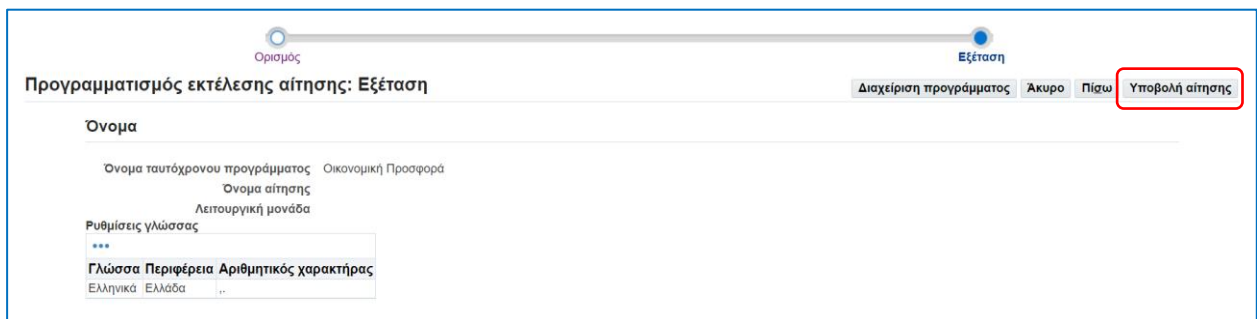 Ορισμός Εξέταση
Προγραμματισμός εκτέλεσης αίτησης: Εξέταση Διαχείριση προγράμματος Άκυρο Πίσω Υποβολή αίτησης
Όνομα
Όνομα ταυτόχρονου προγράμματος Οικονομική Προσφορά
Όνομα αίτησης
Λειτουργική μονάδα
Ρυθμίσεις γλώσσας
Γλώσσα Περιφέρεια Αριθμητικός χαρακτήρας
Ελληνικά Ελλάδα ,.